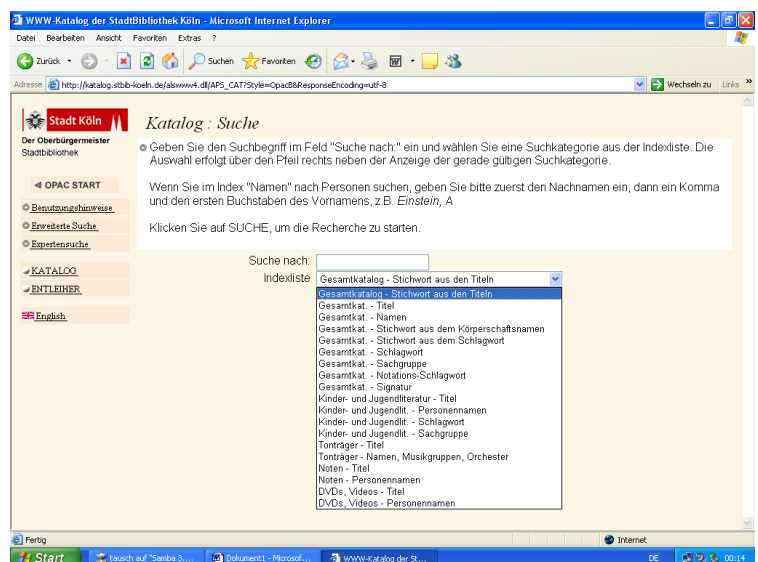 WWW-Katalog der StadtBibliothek Köln - Microsoft Internet Explorer
Datei Bearbeiten Ansicht Favoriten Extras ?
Zurück Suchen Favoriten
Adresse http://katalog.stbib-koeln.de/alswww4.dll/APS_CAT?Style=OpacB&ResponseEncoding=utf-8 Wechseln zu Links »
Stadt Köln
Der Oberbürgermeister
Stadtbibliothek
OPAC START
Benutzungshinweise
Erweiterte Suche
Expertensuche
KATALOG
ENTLEIHER
English
Katalog : Suche
Geben Sie den Suchbegriff im Feld "Suche nach:" ein und wählen Sie eine Suchkategorie aus der Indexliste. Die
Auswahl erfolgt über den Pfeil rechts neben der Anzeige der gerade gültigen Suchkategorie.
Wenn Sie im Index "Namen" nach Personen suchen, geben Sie bitte zuerst den Nachnamen ein, dann ein Komma
und den ersten Buchstaben des Vornamens, z.B. Einstein, A
Klicken Sie auf SUCHE, um die Recherche zu starten.
Suche nach:
Indexliste Gesamtkatalog - Stichwort aus den Titeln
Gesamtkatalog - Stichwort aus den Titeln
Gesamtkat. - Titel
Gesamtkat. - Namen
Gesamtkat. - Stichwort aus dem Körperschaftsnamen
Gesamtkat. - Stichwort aus dem Schlagwort
Gesamtkat. - Schlagwort
Gesamtkat. - Sachgruppe
Gesamtkat. - Notations-Schlagwort
Gesamtkat. - Signatur
Kinder- und Jugendliteratur - Titel
Kinder- und Jugendlit. - Personennamen
Kinder- und Jugendlit. - Schlagwort
Kinder- und Jugendlit. - Sachgruppe
Tonträger - Titel
Tonträger - Namen, Musikgruppen, Orchester
Noten - Titel
Noten - Personennamen
DVDs, Videos - Titel
DVDs, Videos - Personennamen
Fertig Internet
Start tausch auf "Samba 3.... Dokument1 - Microsof... WWW-Katalog der St... DE 00:14